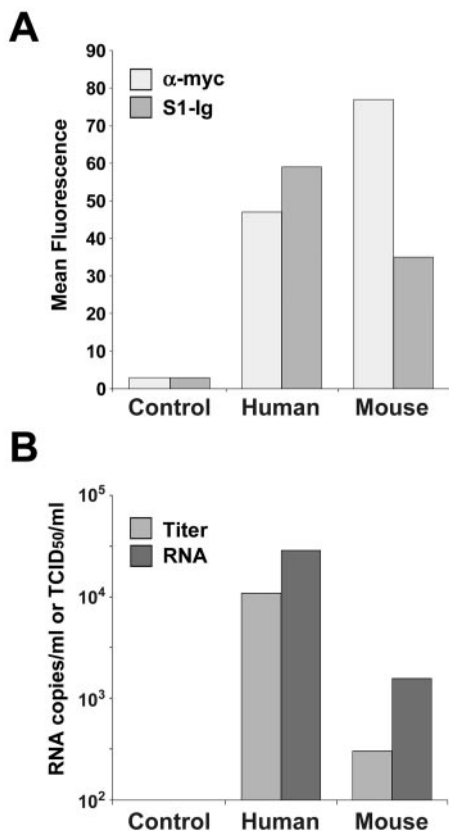 A
90
α-myc
80
S1-Ig
70
60
50
40
30
20
10
0
Mean Fluorescence
Control Human Mouse
B
10⁵
Titer
RNA
10⁴
10³
10²
RNA copies/ml or TCID₅₀/ml
Control Human Mouse